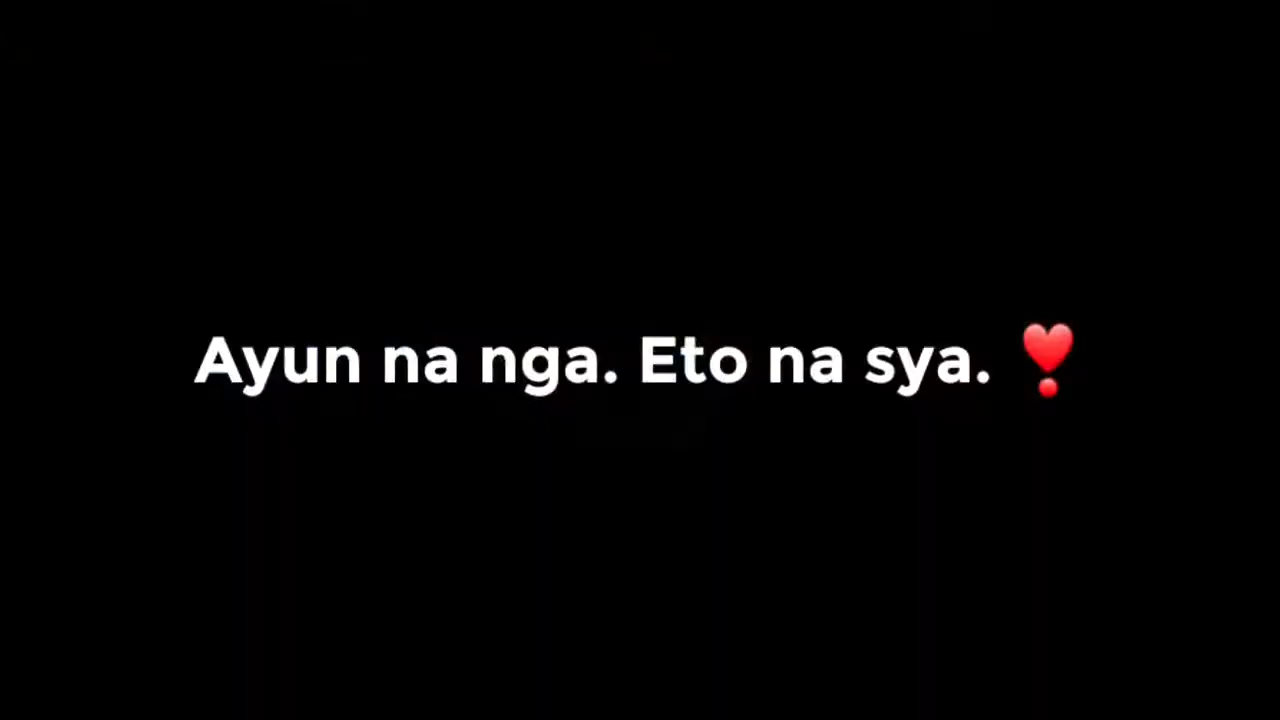 Ayun na nga. Eto na sya. ❣️